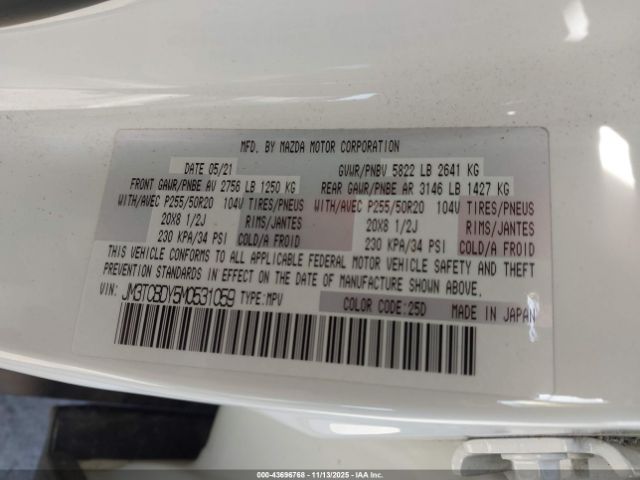 MFD. BY MAZDA MOTOR CORPORATION
DATE 05/21 GVWR/PNBV 5822 LB 2641 KG
FRONT GAWR/PNBE AV 2756 LB 1250 KG REAR GAWR/PNBE AR 3146 LB 1427 KG
WITH/AVEC P255/50R20 104V TIRES/PNEUS WITH/AVEC P255/50R20 104V TIRES/PNEUS
20X8 1/2J RIMS/JANTES 20X8 1/2J RIMS/JANTES
230 KPA/34 PSI COLD/A FROID 230 KPA/34 PSI COLD/A FROID
THIS VEHICLE CONFORMS TO ALL APPLICABLE FEDERAL MOTOR VEHICLE SAFETY AND THEFT
PREVENTION STANDARDS IN EFFECT ON THE DATE OF MANUFACTURE SHOWN ABOVE.
VIN: JM3TCBDY5M0531059 TYPE:MPV COLOR CODE:25D MADE IN JAPAN
000-43696768 - 11/13/2025 - IAAI.COM